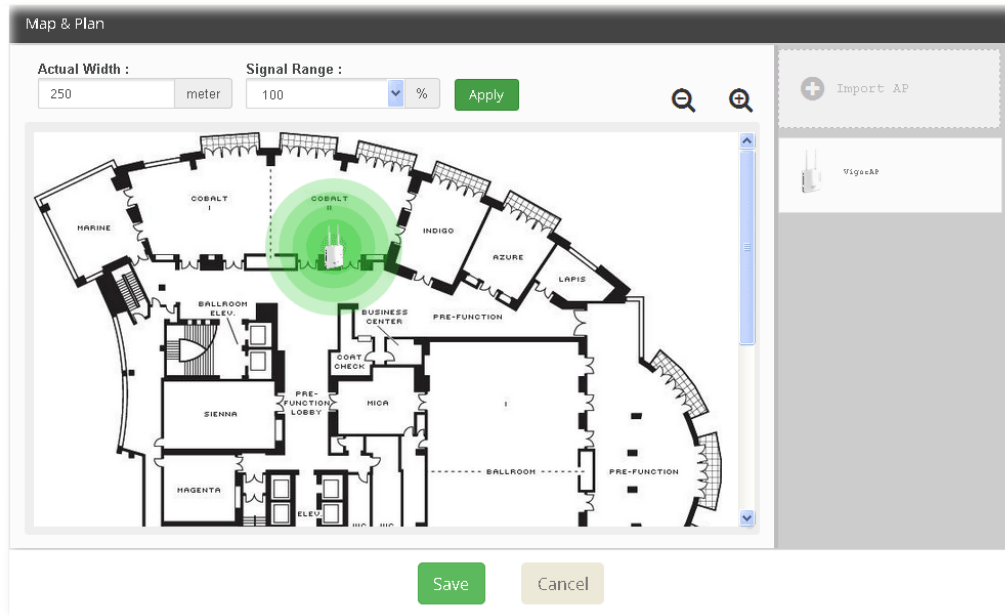 Map & Plan
Actual Width :
Signal Range :
250
meter
100
%
Apply
Import AP
VigorAP
COBALT
I
COBALT
II
MARINE
INDIGO
AZURE
LAPIS
BALLROOM
ELEV.
BUSINESS
CENTER
PRE-FUNCTION
COAT
CHECK
PRE-
FUNCTION
LOBBY
MICA
I
SIENNA
BALLROOM
PRE-FUNCTION
MAGENTA
ELEV.
Save
Cancel